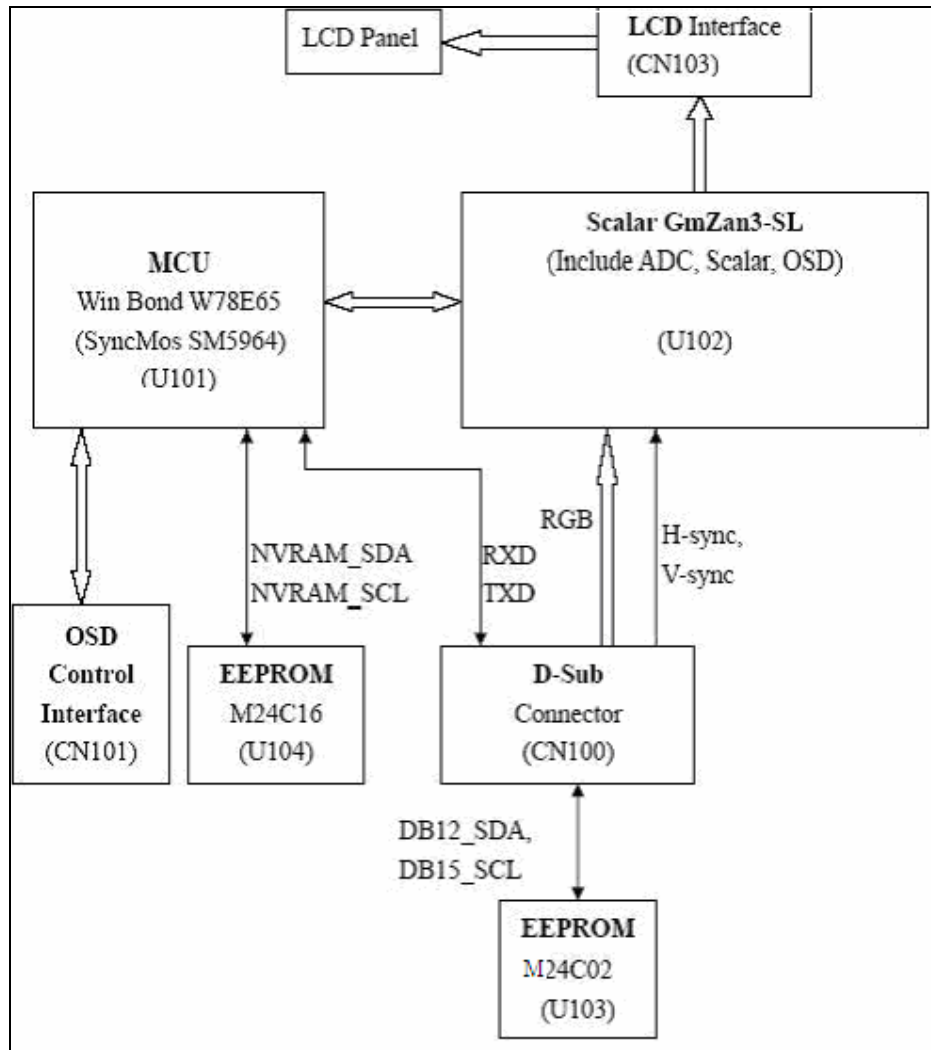 LCD Panel
LCD Interface
(CN103)
MCU
Win Bond W78E65
(SyncMos SM5964)
(U101)
Scalar GmZan3-SL
(Include ADC, Scalar, OSD)
(U102)
NVRAM_SDA
NVRAM_SCL
RXD
TXD
RGB
H-sync,
V-sync
OSD
Control
Interface
(CN101)
EEPROM
M24C16
(U104)
D-Sub
Connector
(CN100)
DB12_SDA,
DB15_SCL
EEPROM
M24C02
(U103)